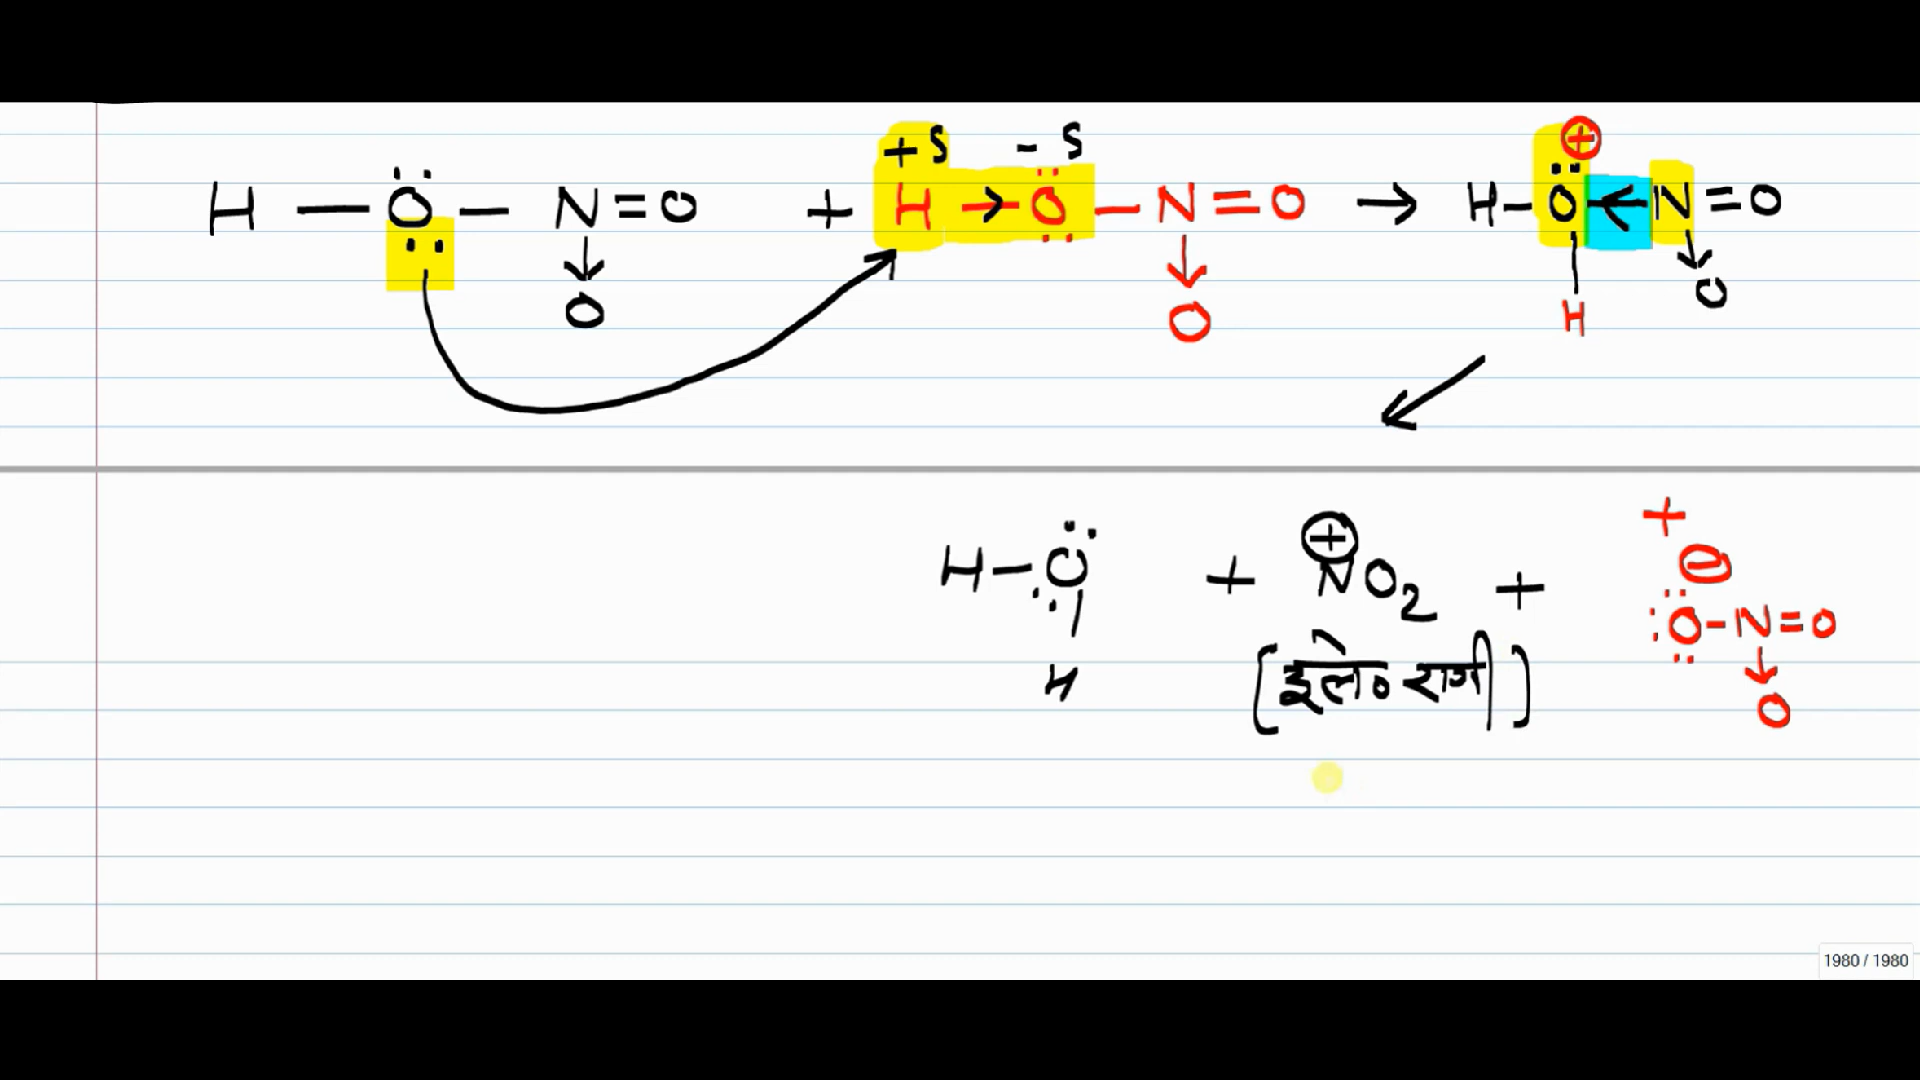 +S - S ⊕
H — O — N = O + H → O — N = O → H - O ← N = O
↓ ↓ | ↘
O O H O
⊕ + ⊖
H - O + NO₂ + O - N = O
| ↓
H [इले० रागी] O
1980 / 1980